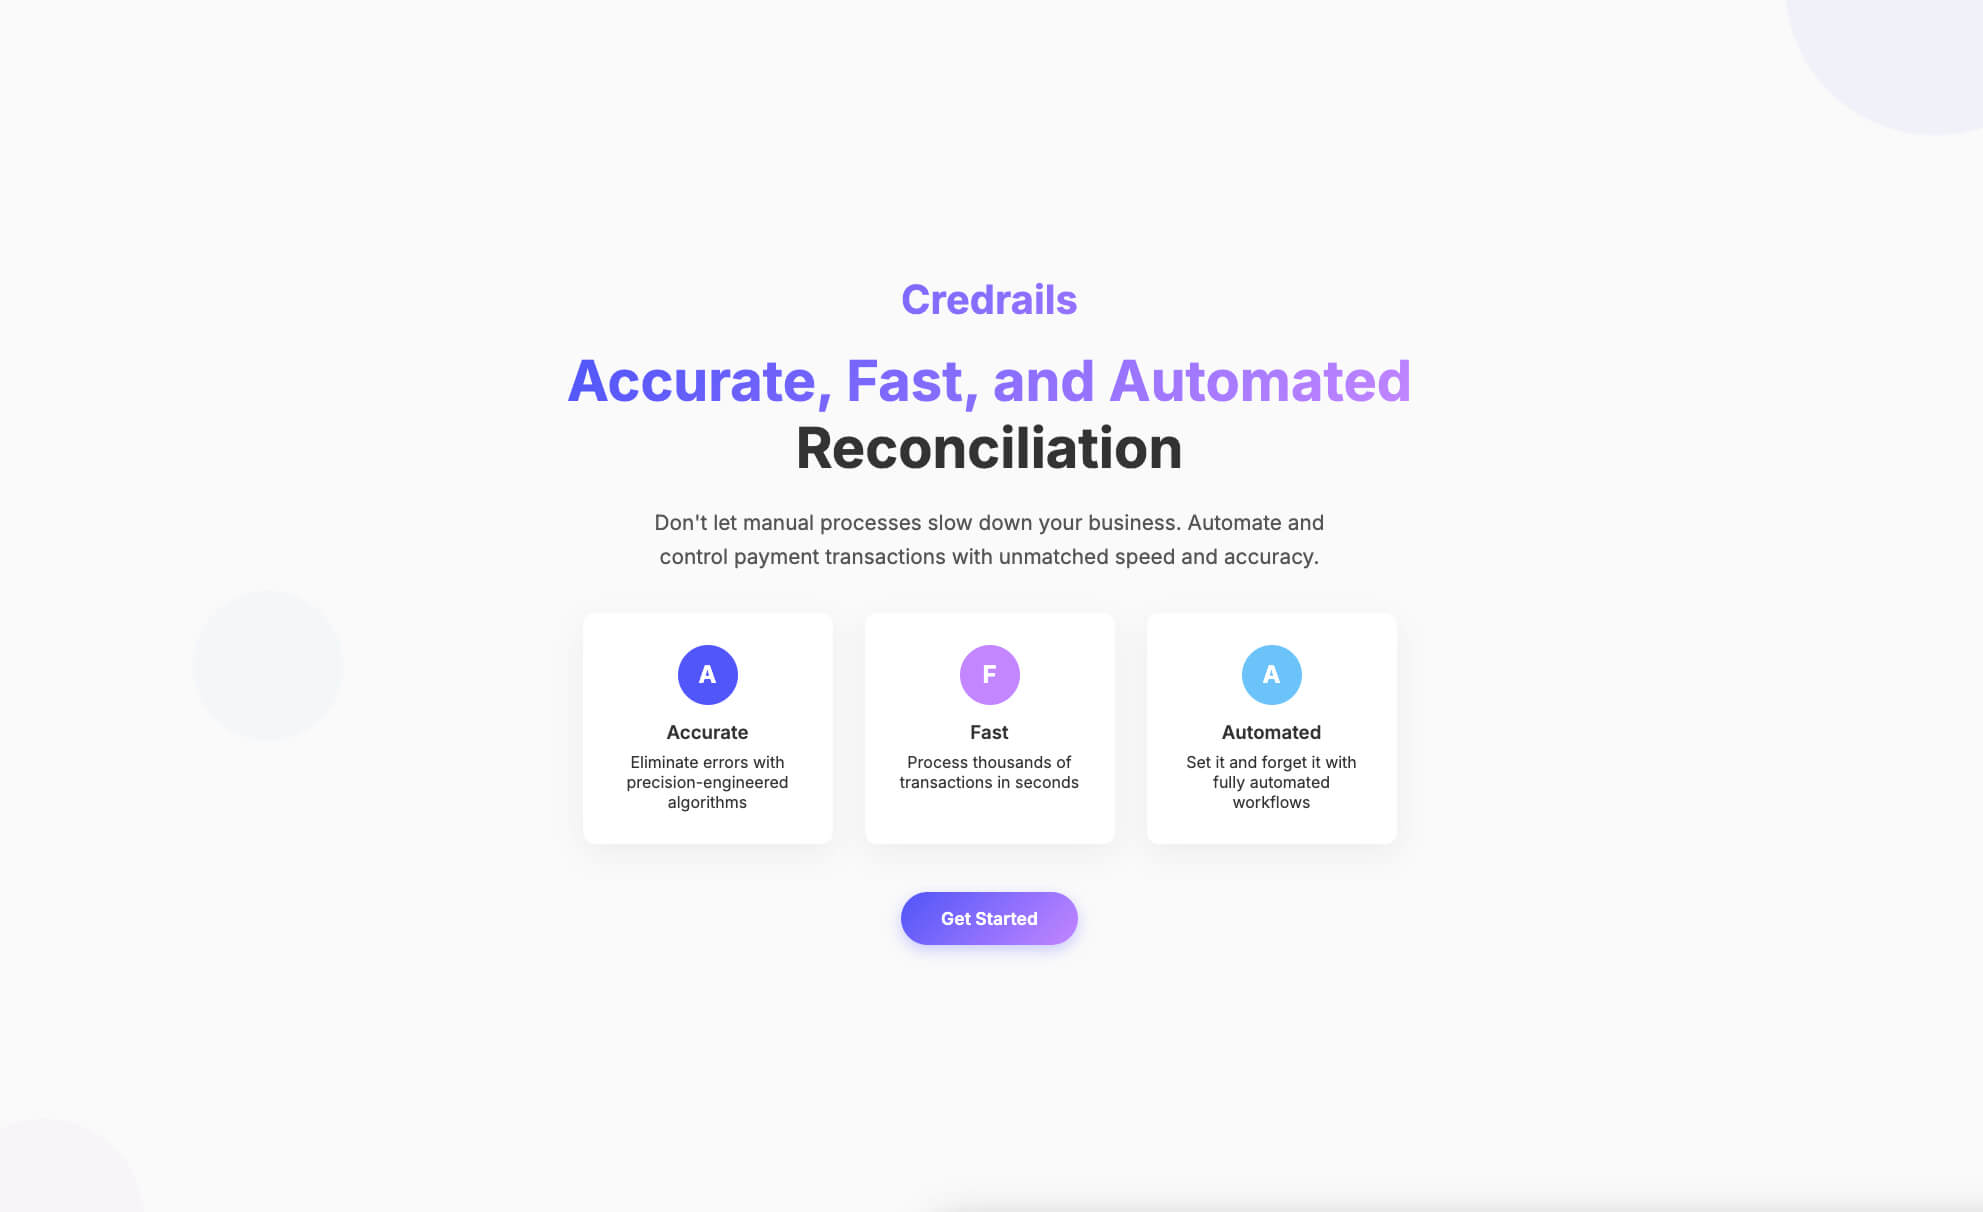 Credrails
Accurate, Fast, and Automated
Reconciliation
Don't let manual processes slow down your business. Automate and
control payment transactions with unmatched speed and accuracy.
A
Accurate
Eliminate errors with
precision-engineered
algorithms
F
Fast
Process thousands of
transactions in seconds
A
Automated
Set it and forget it with
fully automated
workflows
Get Started